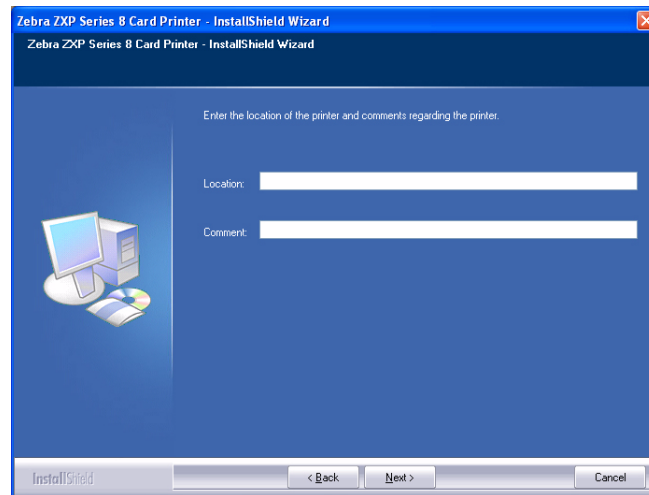 Zebra ZXP Series 8 Card Printer - InstallShield Wizard
Zebra ZXP Series 8 Card Printer - InstallShield Wizard
Enter the location of the printer and comments regarding the printer.
Location:
Comment:
InstallShield
< Back
Next >
Cancel